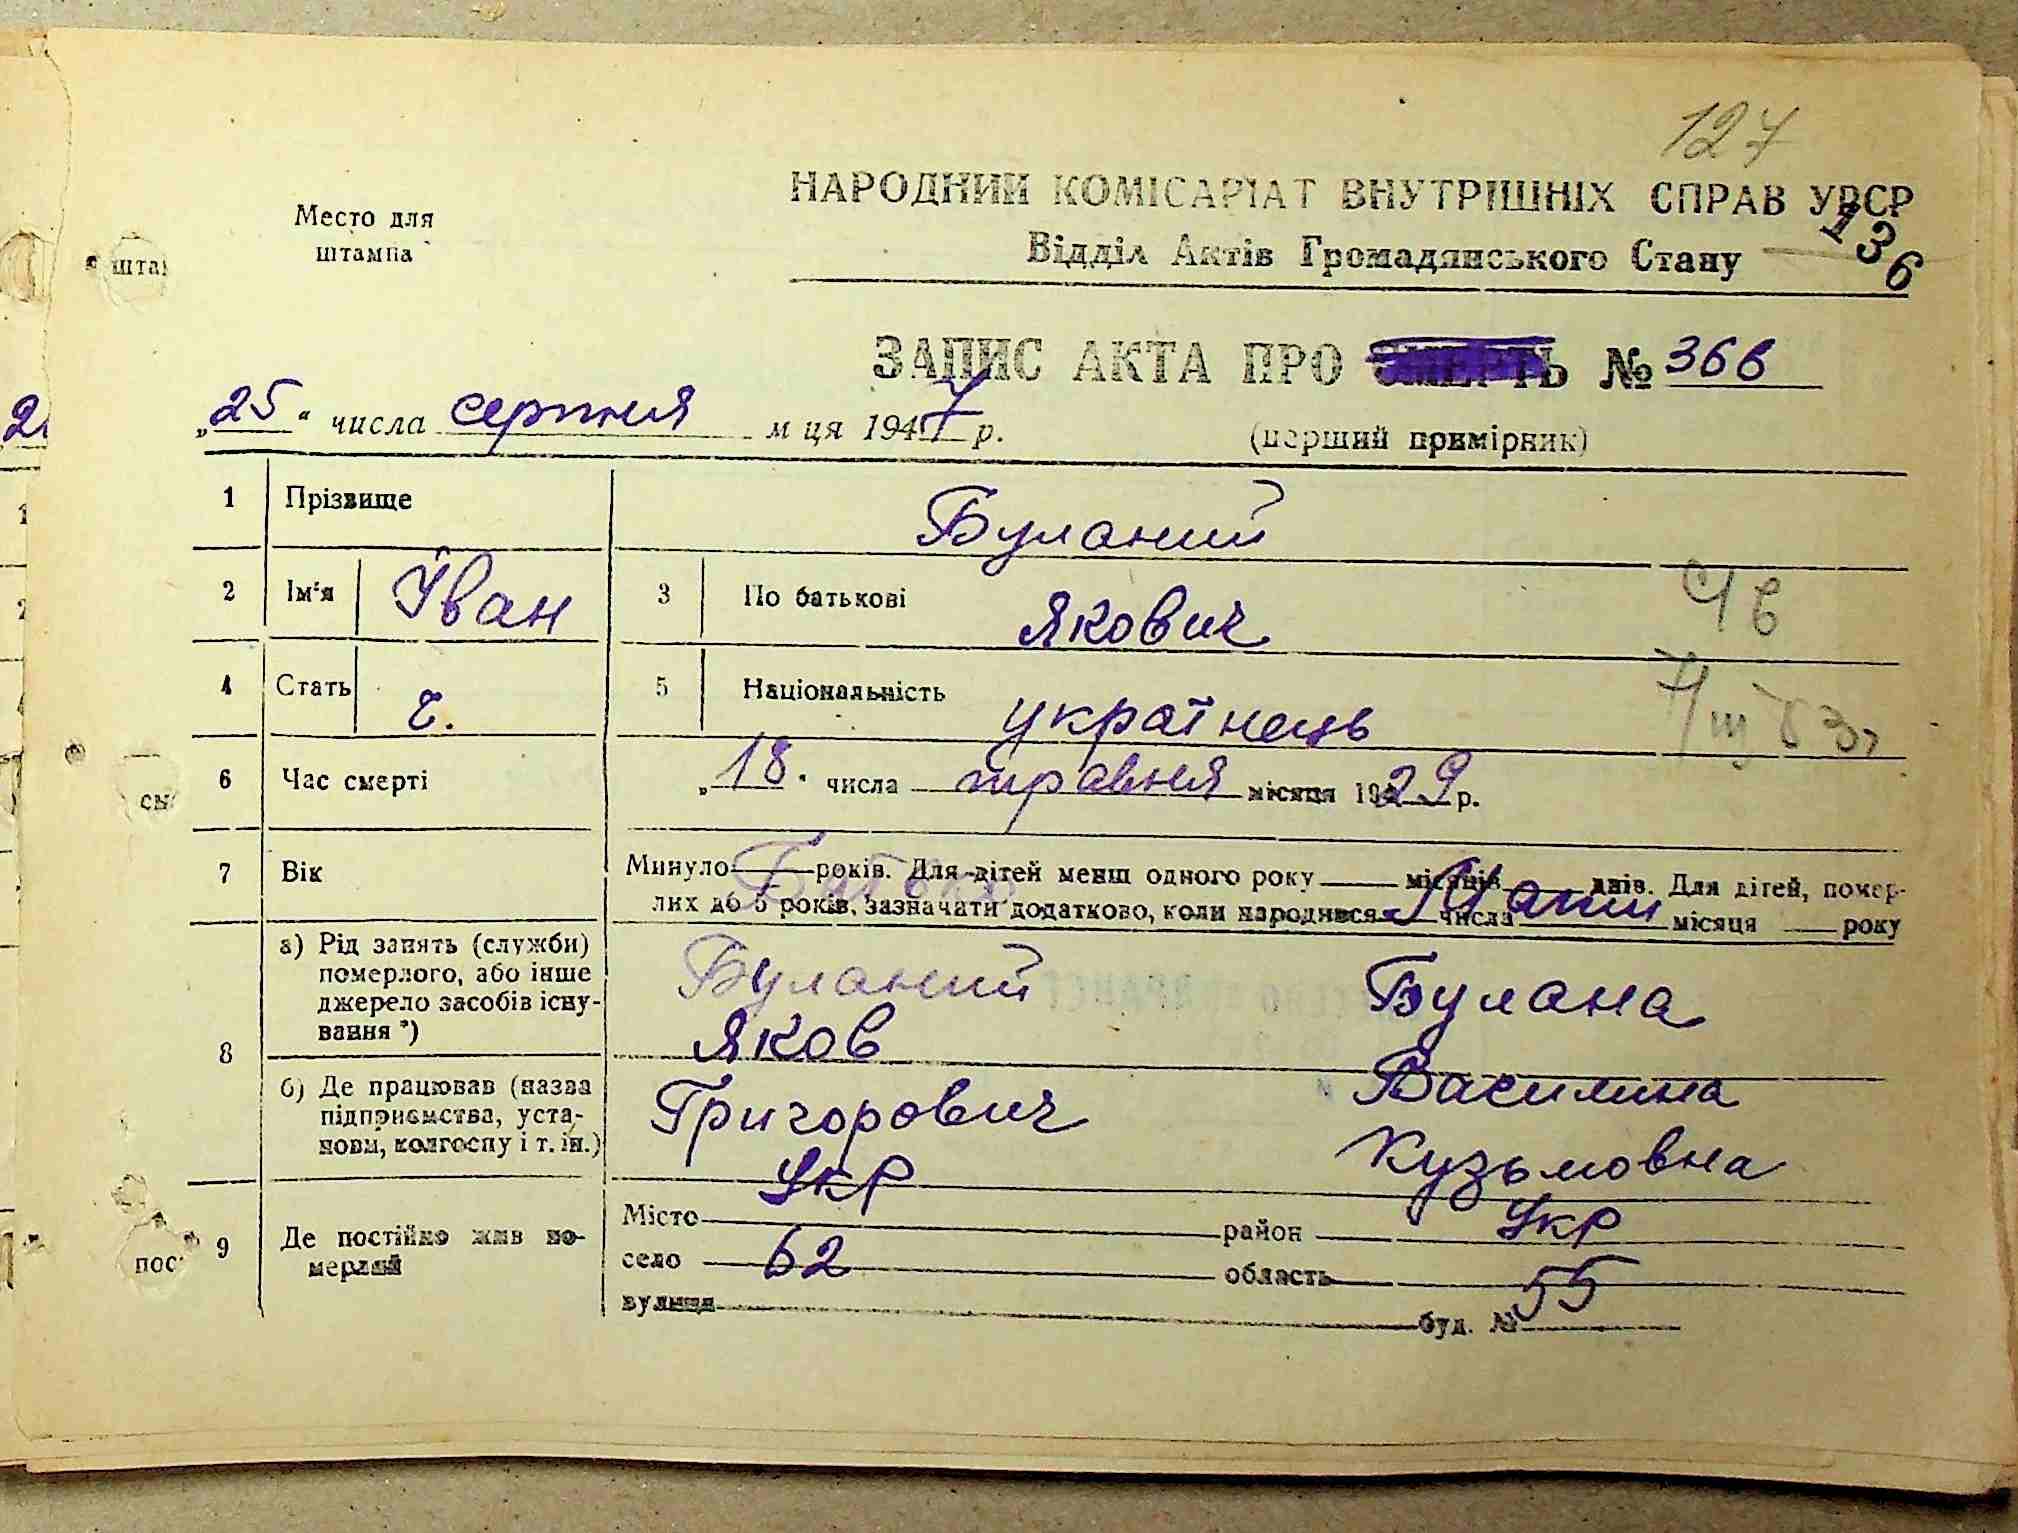 127
НАРОДНИЙ КОМІСАРІАТ ВНУТРІШНІХ СПРАВ УРСР
Место для
штампа
Відділ Актів Громадянського Стану
136
ЗАПИС АКТА ПРО СМЕРТЬ № 366
„25“ числа серпня м ця 1947 р.
(перший примірник)
1 Прізвище Буланий
2 Ім'я Іван 3 По батькові Якович
4 Стать ч. 5 Національність українець
6 Час смерті „18. числа травня місяця 1929 р.
7 Вік Минуло Батько років. Для дітей менш одного року місяців днів. Для дітей, помер-
лих до 5 років, зазначати додатково, коли народився Мати числа місяця року
8 а) Рід занять (служби)
померлого, або інше
джерело засобів існу-
вання *)
Буланий Булана
Яков Василина
б) Де працював (назва
підприємства, уста-
нови, колгоспу і т. ін.)
Григорович Кузьмовна
Укр Укр
9 Де постійно жив по-
мерлий
Місто район
село 62 область
вулиця буд. № 55